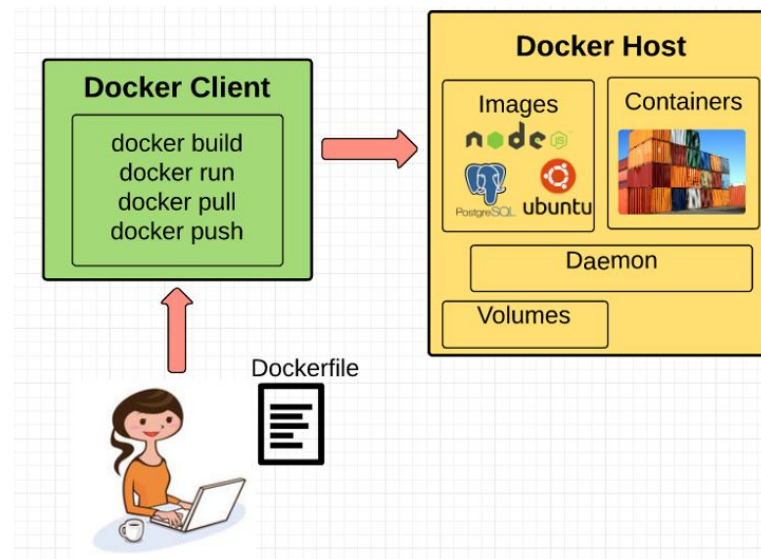 Docker Client
docker build
docker run
docker pull
docker push
Docker Host
Images
node JS
PostgreSQL
ubuntu
Containers
Daemon
Volumes
Dockerfile